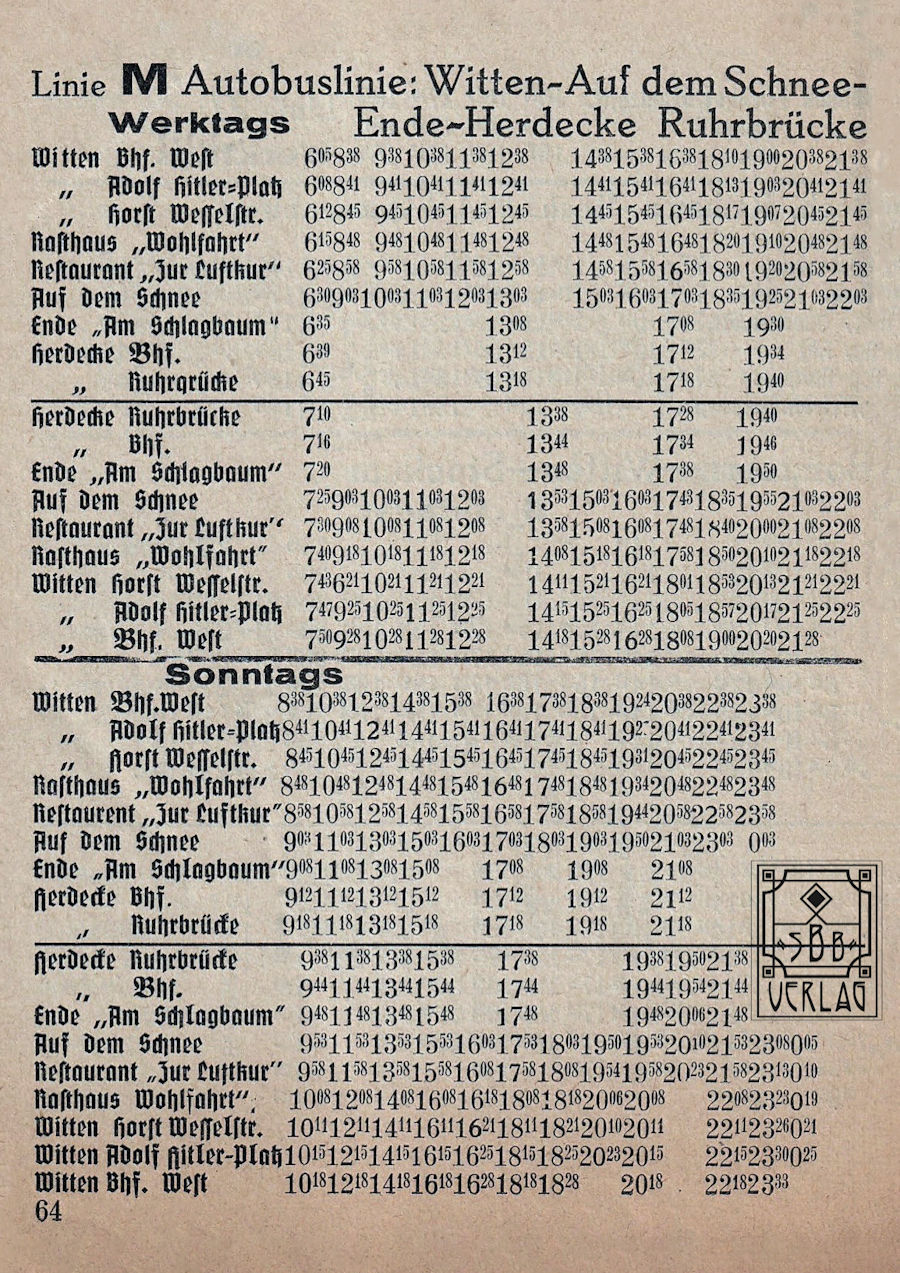 Linie M Autobuslinie: Witten-Auf dem Schnee-
Werktags Ende-Herdecke Ruhrbrücke
Witten Bhf. West 6⁰⁵ 8³⁸ 9³⁸ 10³⁸ 11³⁸ 12³⁸ 14³⁸ 15³⁸ 16³⁸ 18¹⁰ 19⁰⁰ 20³⁸ 21³⁸
„ Adolf Hitler=Platz 6⁰⁸ 8⁴¹ 9⁴¹ 10⁴¹ 11⁴¹ 12⁴¹ 14⁴¹ 15⁴¹ 16⁴¹ 18¹³ 19⁰³ 20⁴¹ 21⁴¹
„ Horst Wesselstr. 6¹² 8⁴⁵ 9⁴⁵ 10⁴⁵ 11⁴⁵ 12⁴⁵ 14⁴⁵ 15⁴⁵ 16⁴⁵ 18¹⁷ 19⁰⁷ 20⁴⁵ 21⁴⁵
Rasthaus „Wohlfahrt“ 6¹⁵ 8⁴⁸ 9⁴⁸ 10⁴⁸ 11⁴⁸ 12⁴⁸ 14⁴⁸ 15⁴⁸ 16⁴⁸ 18²⁰ 19¹⁰ 20⁴⁸ 21⁴⁸
Restaurant „Zur Luftkur“ 6²⁵ 8⁵⁸ 9⁵⁸ 10⁵⁸ 11⁵⁸ 12⁵⁸ 14⁵⁸ 15⁵⁸ 16⁵⁸ 18³⁰ 19²⁰ 20⁵⁸ 21⁵⁸
Auf dem Schnee 6³⁰ 9⁰³ 10⁰³ 11⁰³ 12⁰³ 13⁰³ 15⁰³ 16⁰³ 17⁰³ 18³⁵ 19²⁵ 21⁰³ 22⁰³
Ende „Am Schlagbaum“ 6³⁵ 13⁰⁸ 17⁰⁸ 19³⁰
Herdecke Bhf. 6³⁹ 13¹² 17¹² 19³⁴
„ Ruhrqrücke 6⁴⁵ 13¹⁸ 17¹⁸ 19⁴⁰
Herdecke Ruhrbrücke 7¹⁰ 13³⁸ 17²⁸ 19⁴⁰
„ Bhf. 7¹⁶ 13⁴⁴ 17³⁴ 19⁴⁶
Ende „Am Schlagbaum“ 7²⁰ 13⁴⁸ 17³⁸ 19⁵⁰
Auf dem Schnee 7²⁵ 9⁰³ 10⁰³ 11⁰³ 12⁰³ 13⁵³ 15⁰³ 16⁰³ 17⁴³ 18³⁵ 19⁵⁵ 21⁰³ 22⁰³
Restaurant „Zur Luftkur“ 7³⁰ 9⁰⁸ 10⁰⁸ 11⁰⁸ 12⁰⁸ 13⁵⁸ 15⁰⁸ 16⁰⁸ 17⁴⁸ 18⁴⁰ 20⁰⁰ 21⁰⁸ 22⁰⁸
Rasthaus „Wohlfahrt“ 7⁴⁰ 9¹⁸ 10¹⁸ 11¹⁸ 12¹⁸ 14⁰⁸ 15¹⁸ 16¹⁸ 17⁵⁸ 18⁵⁰ 20¹⁰ 21¹⁸ 22¹⁸
Witten Horst Wesselstr. 7⁴³ 6²¹ 10²¹ 11²¹ 12²¹ 14¹¹ 15²¹ 16²¹ 18⁰¹ 18⁵³ 20¹³ 21²¹ 22²¹
„ Adolf Hitler=Platz 7⁴⁷ 9²⁵ 10²⁵ 11²⁵ 12²⁵ 14¹⁵ 15²⁵ 16²⁵ 18⁰⁵ 18⁵⁷ 20¹⁷ 21²⁵ 22²⁵
„ Bhf. West 7⁵⁰ 9²⁸ 10²⁸ 11²⁸ 12²⁸ 14¹⁸ 15²⁸ 16²⁸ 18⁰⁸ 19⁰⁰ 20²⁰ 21²⁸
Sonntags
Witten Bhf.West 8³⁸ 10³⁸ 12³⁸ 14³⁸ 15³⁸ 16³⁸ 17³⁸ 18³⁸ 19²⁴ 20³⁸ 22³⁸ 23³⁸
„ Adolf Hitler=Platz 8⁴¹ 10⁴¹ 12⁴¹ 14⁴¹ 15⁴¹ 16⁴¹ 17⁴¹ 18⁴¹ 20⁴¹ 22⁴¹ 23⁴¹
„ Horst Wesselstr. 8⁴⁵ 10⁴⁵ 12⁴⁵ 14⁴⁵ 15⁴⁵ 16⁴⁵ 17⁴⁵ 18⁴⁵ 19³¹ 20⁴⁵ 22⁴⁵ 23⁴⁵
Rasthaus „Wohlfahrt“ 8⁴⁸ 10⁴⁸ 12⁴⁸ 14⁴⁸ 15⁴⁸ 16⁴⁸ 17⁴⁸ 18⁴⁸ 19³⁴ 20⁴⁸ 22⁴⁸ 23⁴⁸
Restaurent „Zur Luftkur“ 8⁵⁸ 10⁵⁸ 12⁵⁸ 14⁵⁸ 15⁵⁸ 16⁵⁸ 17⁵⁸ 18⁵⁸ 19⁴⁴ 20⁵⁸ 22⁵⁸ 23⁵⁸
Auf dem Schnee 9⁰³ 11⁰³ 13⁰³ 15⁰³ 16⁰³ 17⁰³ 18⁰³ 19⁰³ 19⁵⁰ 21⁰³ 23⁰³ 0⁰³
Ende „Am Schlagbaum“ 9⁰⁸ 11⁰⁸ 13⁰⁸ 15⁰⁸ 17⁰⁸ 19⁰⁸ 21⁰⁸
Herdecke Bhf. 9¹² 11¹² 13¹² 15¹² 17¹² 19¹² 21¹²
„ Ruhrbrücke 9¹⁸ 11¹⁸ 13¹⁸ 15¹⁸ 17¹⁸ 19¹⁸ 21¹⁸
Herdecke Ruhrbrücke 9³⁸ 11³⁸ 13³⁸ 15³⁸ 17³⁸ 19³⁸ 19⁵⁰ 21³⁸
„ Bhf. 9⁴⁴ 11⁴⁴ 13⁴⁴ 15⁴⁴ 17⁴⁴ 19⁴⁴ 19⁵⁴ 21⁴⁴
Ende „Am Schlagbaum“ 9⁴⁸ 11⁴⁸ 13⁴⁸ 15⁴⁸ 17⁴⁸ 19⁴⁸ 20⁰⁶ 21⁴⁸
Auf dem Schnee 9⁵³ 11⁵³ 13⁵³ 15⁵³ 16⁰³ 17⁵³ 18⁰³ 19⁵⁰ 19⁵³ 20¹⁰ 21⁵³ 23⁰⁸ 0⁰⁵
Restaurant „Zur Luftkur“ 9⁵⁸ 11⁵⁸ 13⁵⁸ 15⁵⁸ 16⁰⁸ 17⁵⁸ 18⁰⁸ 19⁵⁴ 19⁵⁸ 20²³ 21⁵⁸ 23¹³ 0¹⁰
Rasthaus Wohlfahrt“ 10⁰⁸ 12⁰⁸ 14⁰⁸ 16⁰⁸ 16¹⁸ 18⁰⁸ 18¹⁸ 20⁰⁶ 20⁰⁸ 22⁰⁸ 23²³ 0¹⁹
Witten Horst Wesselstr. 10¹¹ 12¹¹ 14¹¹ 16¹¹ 16²¹ 18¹¹ 18²¹ 20¹⁰ 20¹¹ 22¹¹ 23²⁶ 0²¹
Witten Adolf Hitler-Platz 10¹⁵ 12¹⁵ 14¹⁵ 16¹⁵ 16²⁵ 18¹⁵ 18²⁵ 20²³ 20¹⁵ 22¹⁵ 23³⁰ 0²⁵
Witten Bhf. West 10¹⁸ 12¹⁸ 14¹⁸ 16¹⁸ 16²⁸ 18¹⁸ 18²⁸ 20¹⁸ 22¹⁸ 23³³
64
SBB
VERLAG